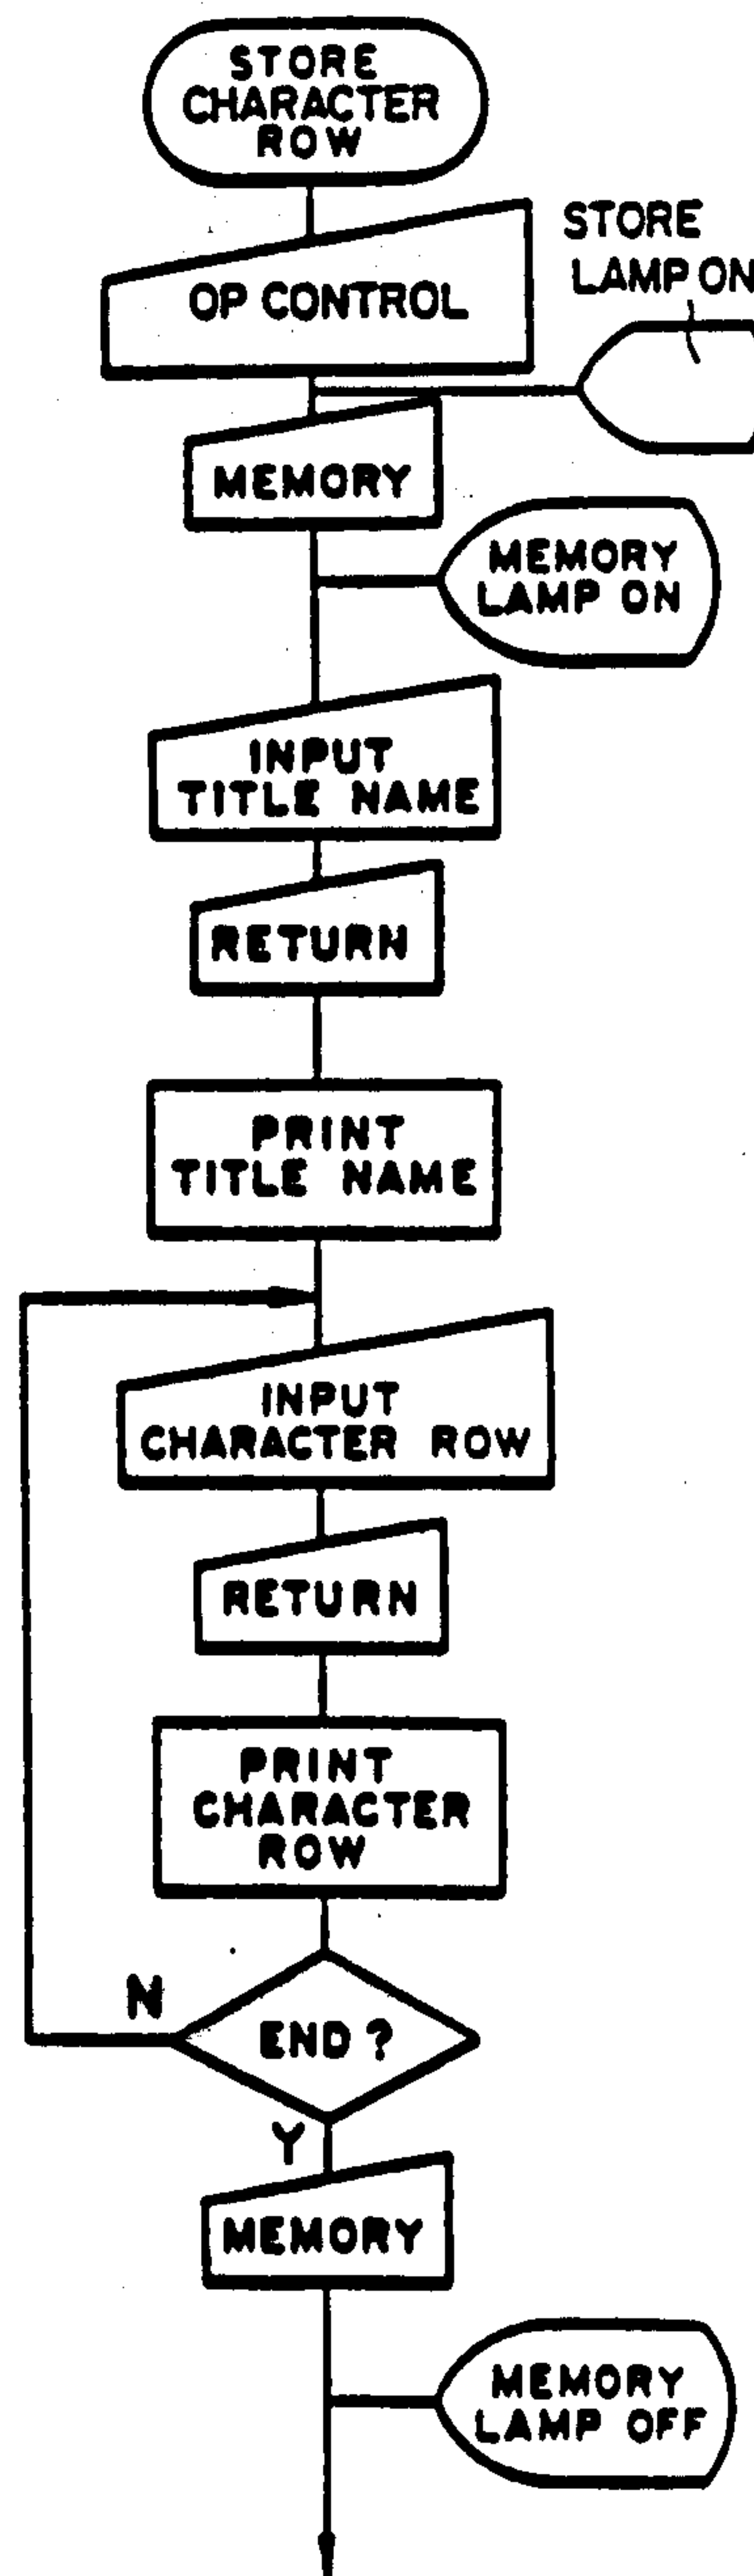 STORE
CHARACTER
ROW
OP CONTROL
STORE
LAMP ON
MEMORY
MEMORY
LAMP ON
INPUT
TITLE NAME
RETURN
PRINT
TITLE NAME
INPUT
CHARACTER ROW
RETURN
PRINT
CHARACTER
ROW
N
END ?
Y
MEMORY
MEMORY
LAMP OFF